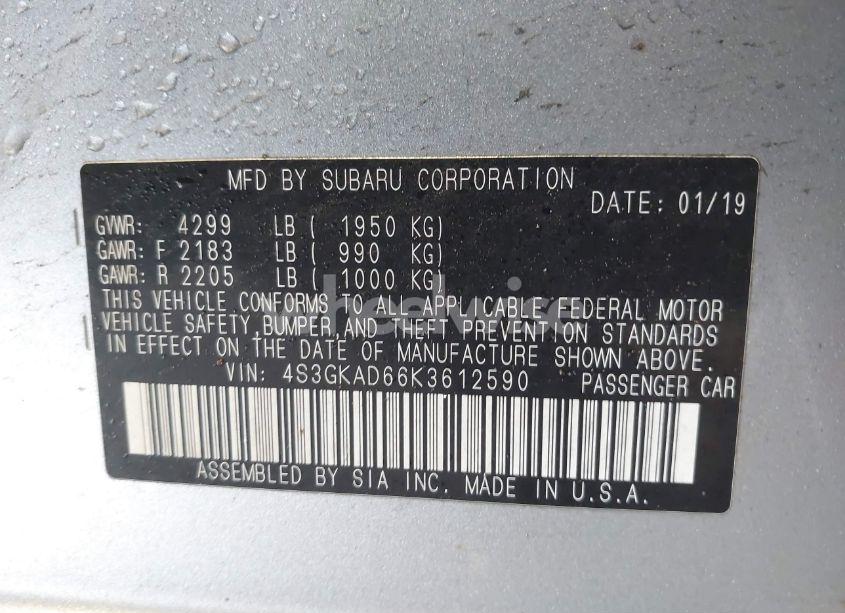 MFD BY SUBARU CORPORATION
DATE: 01/19
GVWR: 4299 LB ( 1950 KG)
GAWR: F 2183 LB ( 990 KG)
GAWR: R 2205 LB ( 1000 KG)
THIS VEHICLE CONFORMS TO ALL APPLICABLE FEDERAL MOTOR
VEHICLE SAFETY, BUMPER, AND THEFT PREVENTION STANDARDS
IN EFFECT ON THE DATE OF MANUFACTURE SHOWN ABOVE.
VIN: 4S3GKAD66K3612590 PASSENGER CAR
ASSEMBLED BY SIA INC. MADE IN U.S.A.
wheelwise